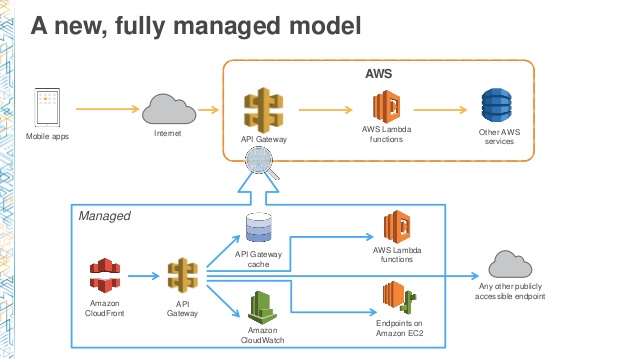 A new, fully managed model
AWS
Mobile apps
Internet
API Gateway
AWS Lambda
functions
Other AWS
services
Managed
API Gateway
cache
AWS Lambda
functions
Amazon
CloudFront
API
Gateway
Any other publicly
accessible endpoint
Amazon
CloudWatch
Endpoints on
Amazon EC2